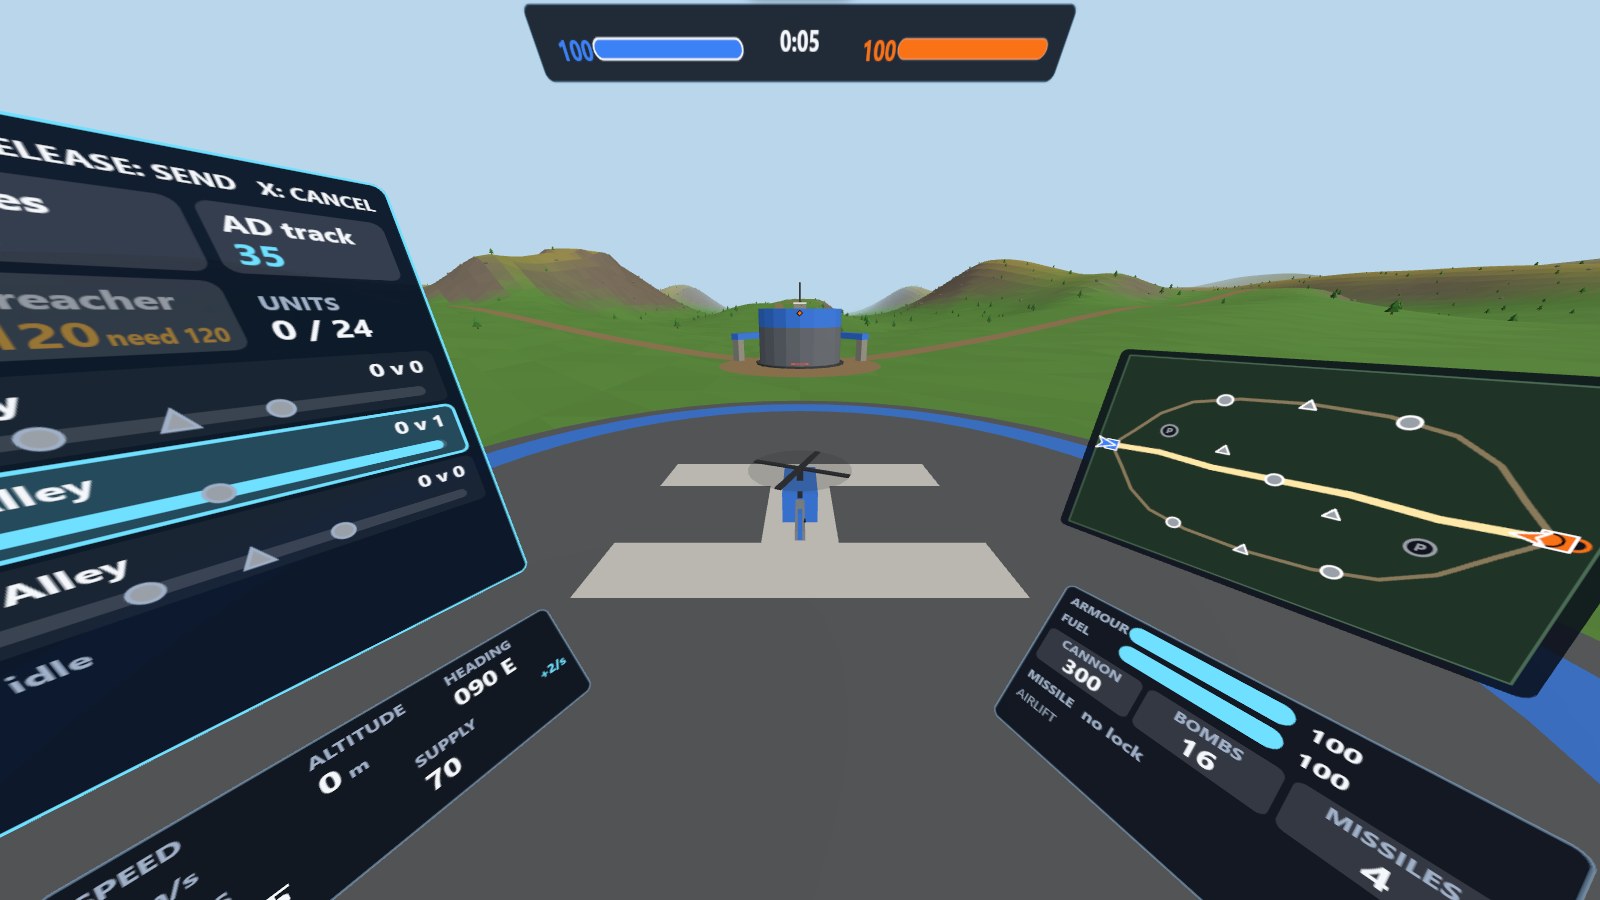 100 0:05 100
ELEASE: SEND X: CANCEL
es
AD track
35
reacher
120 need 120
UNITS
0 / 24
y 0 v 0
lley 0 v 1
Alley 0 v 0
idle
P
P
HEADING
090 E
+2/s
ALTITUDE
0 m
SUPPLY
70
SPEED
/s
ARMOUR 100
FUEL 100
CANNON
300
BOMBS
16
MISSILES
4
MISSILE no lock
AIRLIFT